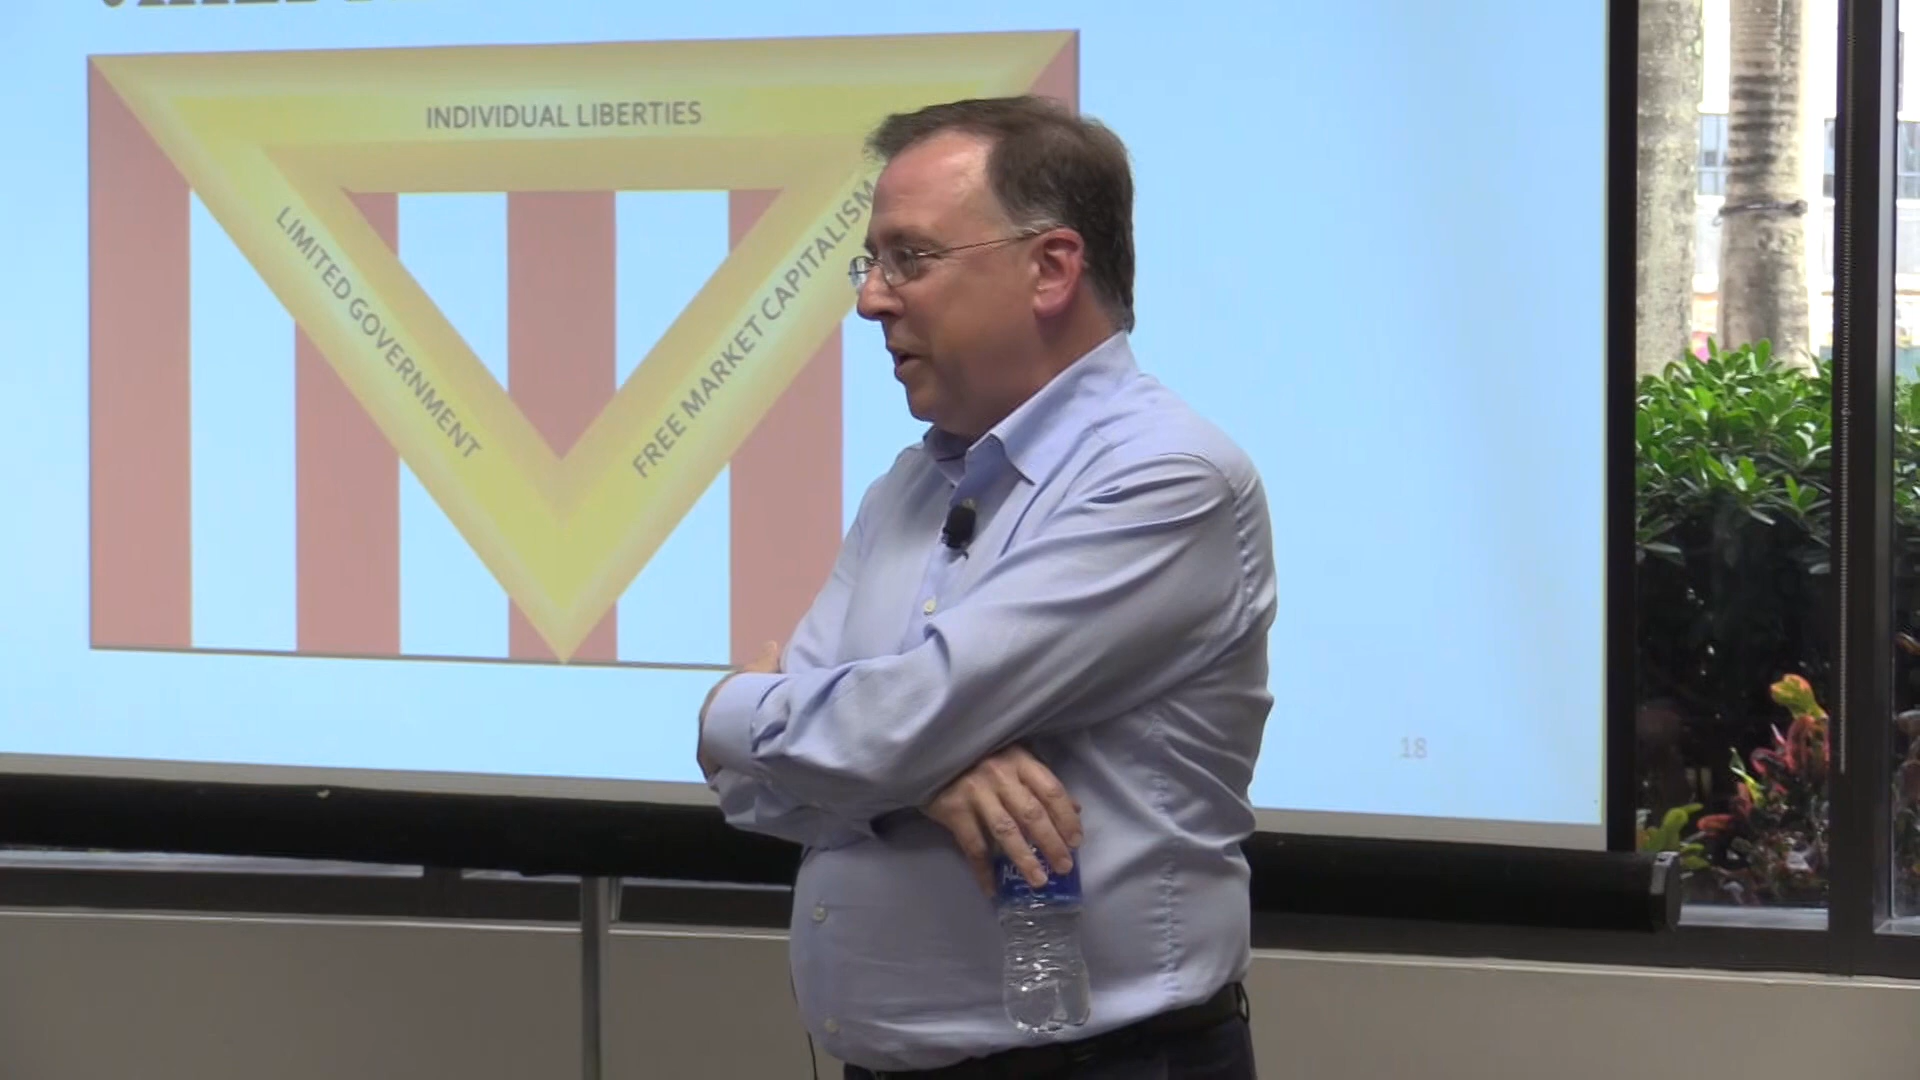 INDIVIDUAL LIBERTIES
LIMITED GOVERNMENT
FREE MARKET CAPITALISM
18